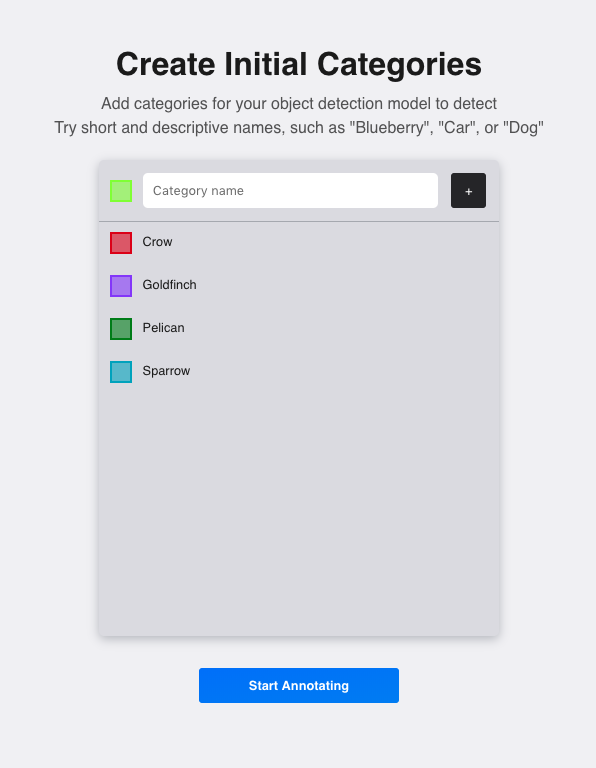 Create Initial Categories
Add categories for your object detection model to detect
Try short and descriptive names, such as "Blueberry", "Car", or "Dog"
Category name
+
Crow
Goldfinch
Pelican
Sparrow
Start Annotating